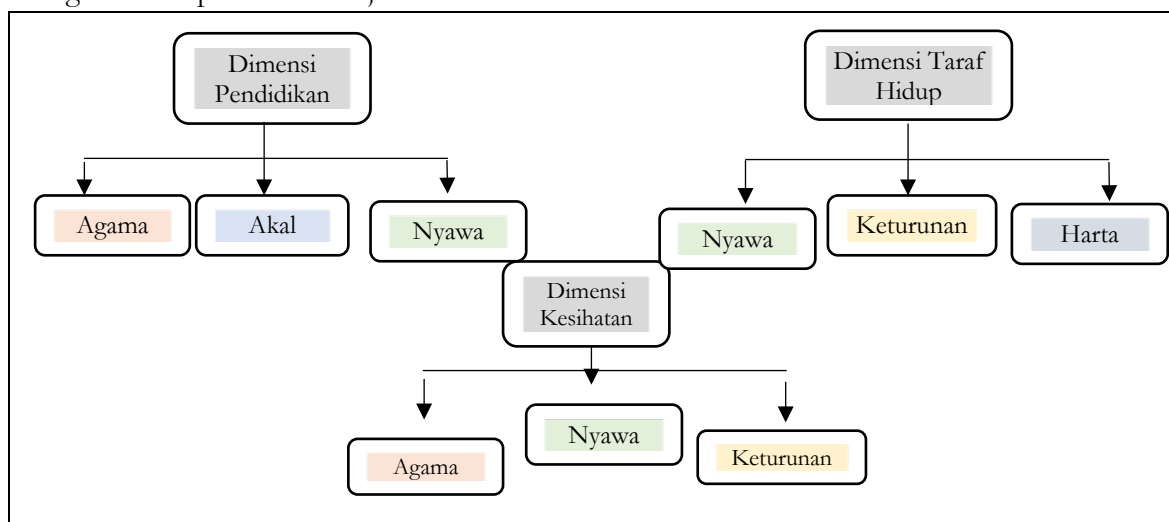 Dimensi
Pendidikan
Dimensi Taraf
Hidup
Agama
Akal
Nyawa
Nyawa
Keturunan
Harta
Dimensi
Kesihatan
Agama
Nyawa
Keturunan